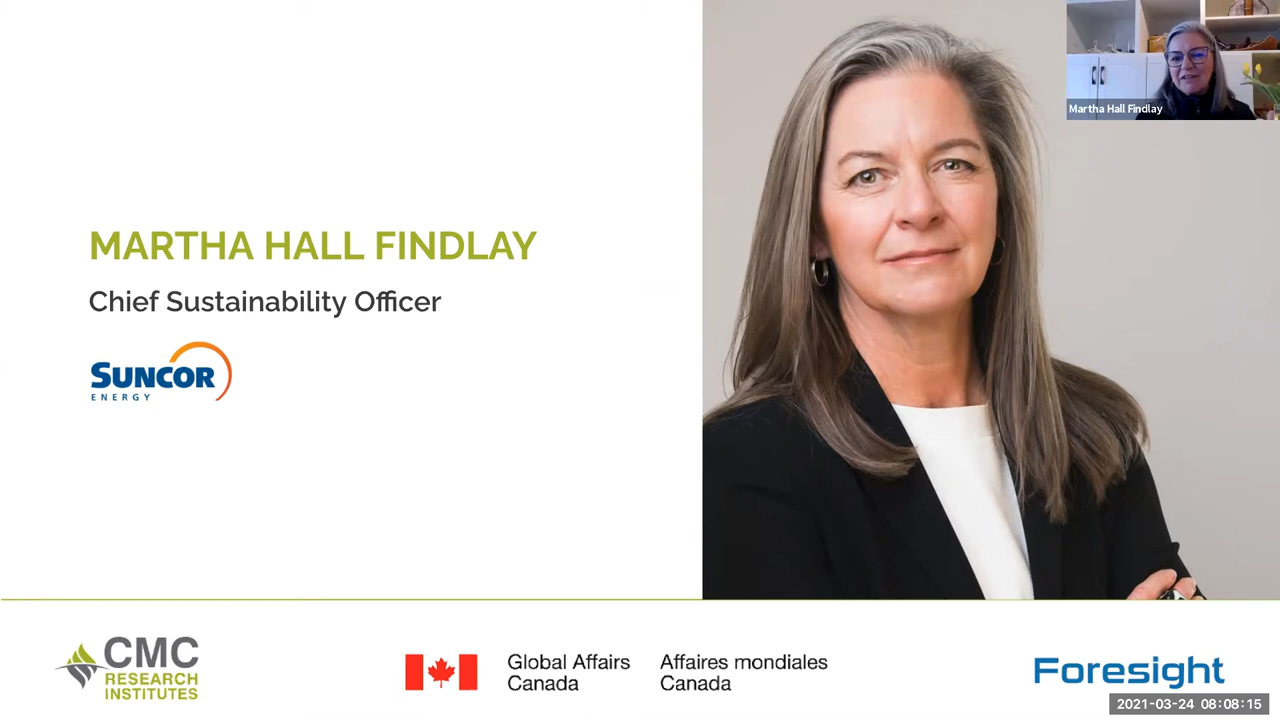 Martha Hall Findlay
MARTHA HALL FINDLAY
Chief Sustainability Officer
SUNCOR
ENERGY
CMC
RESEARCH
INSTITUTES
Global Affairs
Canada
Affaires mondiales
Canada
Foresight
2021-03-24 08:08:15